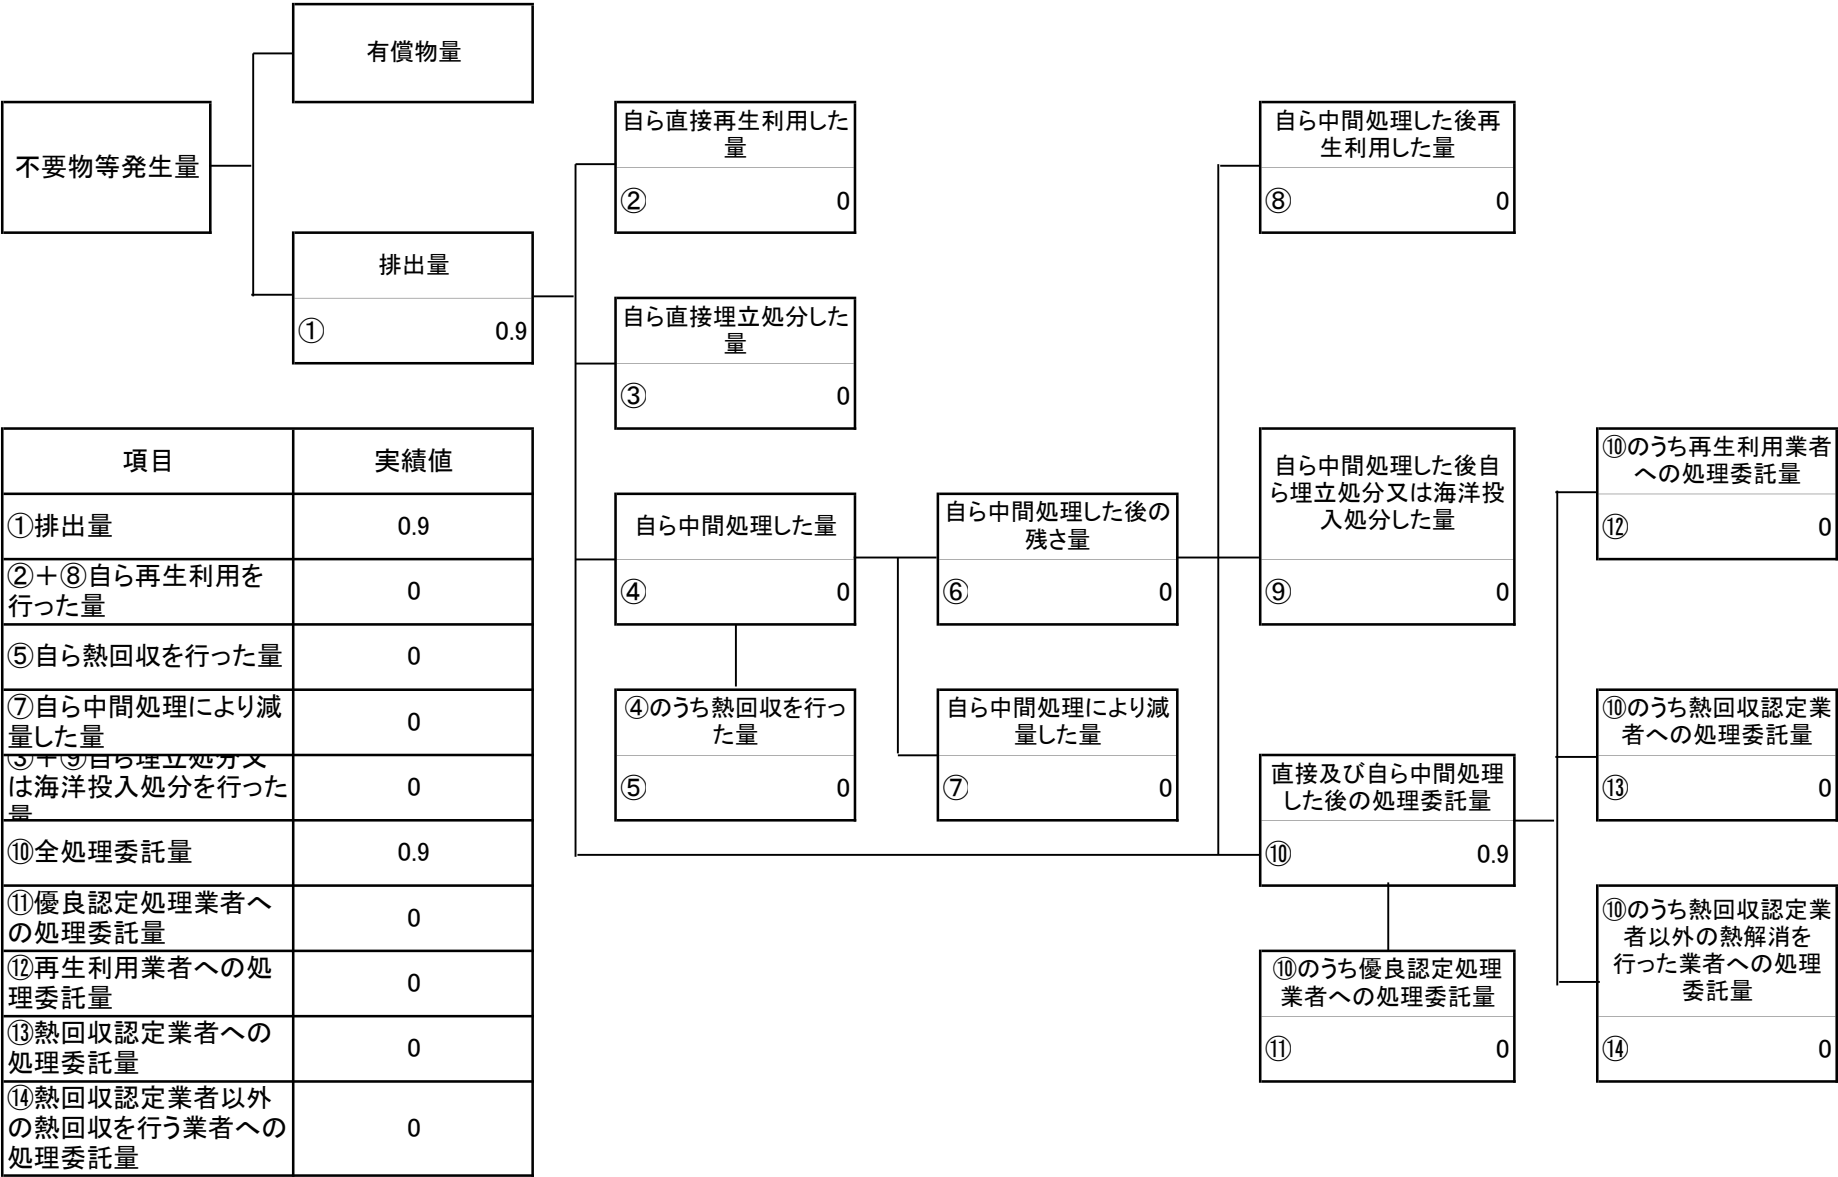 有償物量
不要物等発生量
排出量
① 0.9
自ら直接再生利用した
量
② 0
自ら直接埋立処分した
量
③ 0
自ら中間処理した量
④ 0
④のうち熱回収を行っ
た量
⑤ 0
自ら中間処理した後の
残さ量
⑥ 0
自ら中間処理により減
量した量
⑦ 0
自ら中間処理した後再
生利用した量
⑧ 0
自ら中間処理した後自
ら埋立処分又は海洋投
入処分した量
⑨ 0
直接及び自ら中間処理
した後の処理委託量
⑩ 0.9
⑩のうち優良認定処理
業者への処理委託量
⑪ 0
⑩のうち再生利用業者
への処理委託量
⑫ 0
⑩のうち熱回収認定業
者への処理委託量
⑬ 0
⑩のうち熱回収認定業
者以外の熱解消を
行った業者への処理
委託量
⑭ 0
項目 実績値
①排出量 0.9
②＋⑧自ら再生利用を
行った量 0
⑤自ら熱回収を行った量 0
⑦自ら中間処理により減
量した量 0
③＋⑨自ら埋立処分又
は海洋投入処分を行った
量 0
⑩全処理委託量 0.9
⑪優良認定処理業者へ
の処理委託量 0
⑫再生利用業者への処
理委託量 0
⑬熱回収認定業者への
処理委託量 0
⑭熱回収認定業者以外
の熱回収を行う業者への
処理委託量 0